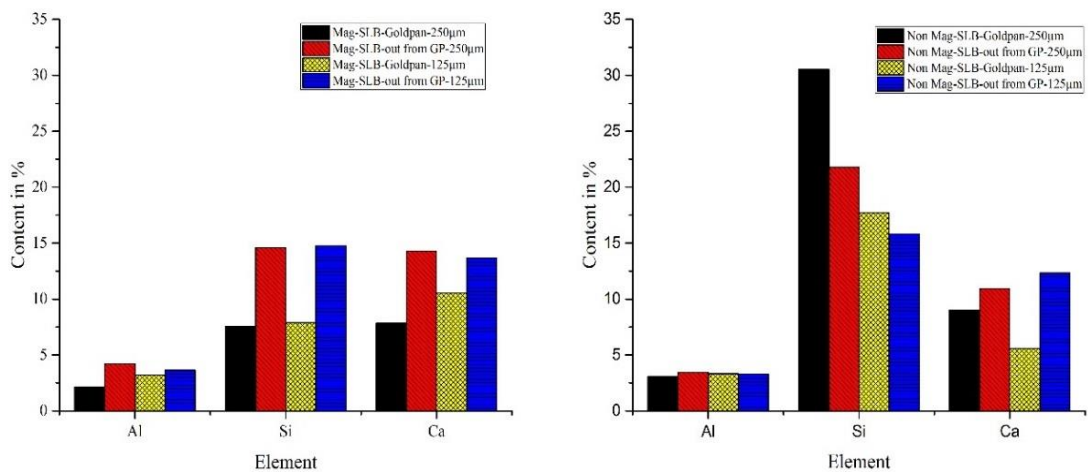 35
30
25
20
15
10
5
0
Content in %
Mag-SLB-Goldpan-250μm
Mag-SLB-out from GP-250μm
Mag-SLB-Goldpan-125μm
Mag-SLB-out from GP-125μm
Al Si Ca
Element
35
30
25
20
15
10
5
0
Content in %
Non Mag-SLB-Goldpan-250μm
Non Mag-SLB-out from GP-250μm
Non Mag-SLB-Goldpan-125μm
Non Mag-SLB-out from GP-125μm
Al Si Ca
Element